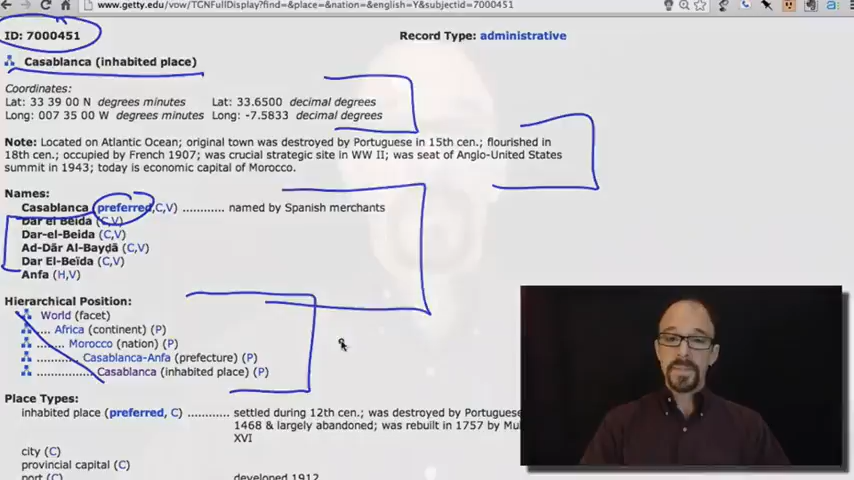 www.getty.edu/vow/TGNFullDisplay?find=&place=&nation=&english=Y&subjectid=7000451
ID: 7000451 Record Type: administrative
Casablanca (inhabited place)
Coordinates:
Lat: 33 39 00 N degrees minutes Lat: 33.6500 decimal degrees
Long: 007 35 00 W degrees minutes Long: -7.5833 decimal degrees
Note: Located on Atlantic Ocean; original town was destroyed by Portuguese in 15th cen.; flourished in
18th cen.; occupied by French 1907; was crucial strategic site in WW II; was seat of Anglo-United States
summit in 1943; today is economic capital of Morocco.
Names:
Casablanca (preferred,C,V) ............ named by Spanish merchants
Dar el Beida (C,V)
Dar-el-Beida (C,V)
Ad-Dār Al-Bayḍā (C,V)
Dar El-Beïda (C,V)
Anfa (H,V)
Hierarchical Position:
World (facet)
.... Africa (continent) (P)
........ Morocco (nation) (P)
............ Casablanca-Anfa (prefecture) (P)
................ Casablanca (inhabited place) (P)
Place Types:
inhabited place (preferred, C) ............ settled during 12th cen.; was destroyed by Portuguese
1468 & largely abandoned; was rebuilt in 1757 by
XVI
city (C)
provincial capital (C)
port (C) developed 1912